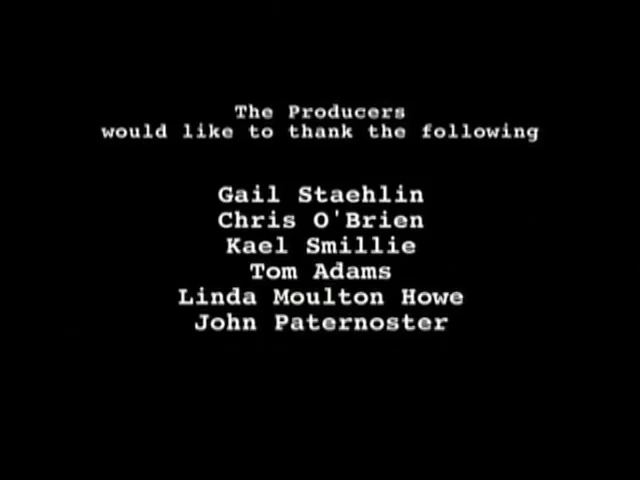 The Producers
would like to thank the following
Gail Staehlin
Chris O'Brien
Kael Smillie
Tom Adams
Linda Moulton Howe
John Paternoster